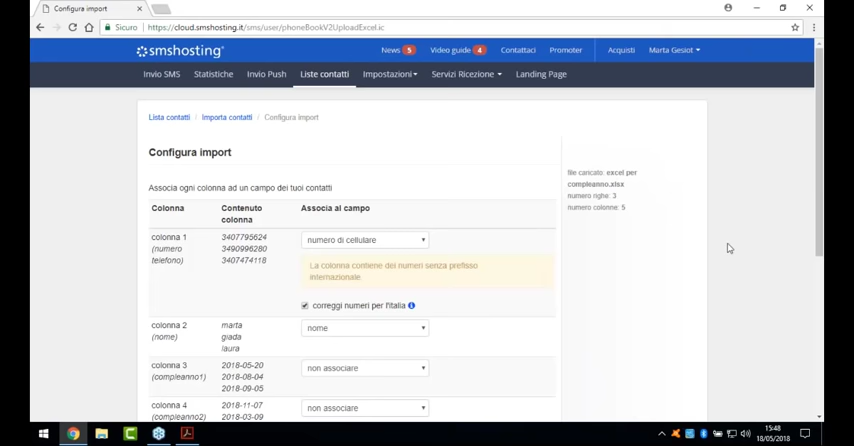 Configura import
Sicuro https://cloud.smshosting.it/sms/user/phoneBookV2UploadExcel.ic
smshosting
News 5 Video guide 4 Contattaci Promoter Acquisti Marta Gesiot
Invio SMS Statistiche Invio Push Liste contatti Impostazioni Servizi Ricezione Landing Page
Lista contatti / Importa contatti / Configura import
Configura import
file caricato: excel per
compleanno.xlsx
numero righe: 3
numero colonne: 5
Associa ogni colonna ad un campo dei tuoi contatti
Colonna Contenuto colonna Associa al campo
colonna 1 3407795624 numero di cellulare
(numero 3490996280
telefono) 3407474118
La colonna contiene dei numeri senza prefisso
internazionale
correggi numeri per l'italia
colonna 2 marta nome
(nome) giada
laura
colonna 3 2018-05-20 non associare
(compleanno1) 2018-08-04
2018-09-05
colonna 4 2018-11-07 non associare
(compleanno2) 2018-03-09
15:48
18/05/2018